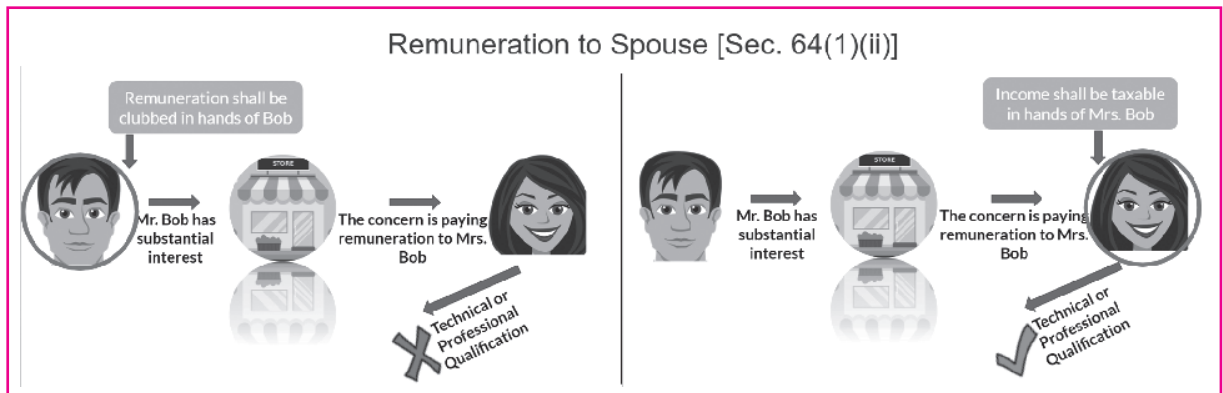 Remuneration to Spouse [Sec. 64(1)(ii)]
Remuneration shall be
clubbed in hands of Bob
STORE
Mr. Bob has
substantial
interest
The concern is paying
remuneration to Mrs.
Bob
Technical or
Professional
Qualification
Income shall be taxable
in hands of Mrs. Bob
STORE
Mr. Bob has
substantial
interest
The concern is paying
remuneration to Mrs.
Bob
Technical or
Professional
Qualification